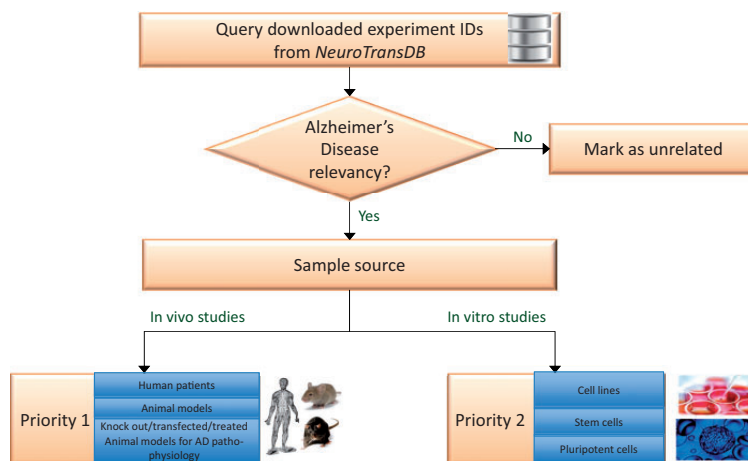 Query downloaded experiment IDs
from NeuroTransDB
Alzheimer's
Disease
relevancy?
No
Mark as unrelated
Yes
Sample source
In vivo studies
In vitro studies
Priority 1
Human patients
Animal models
Knock out/transfected/treated
Animal models for AD patho-
physiology
Priority 2
Cell lines
Stem cells
Pluripotent cells